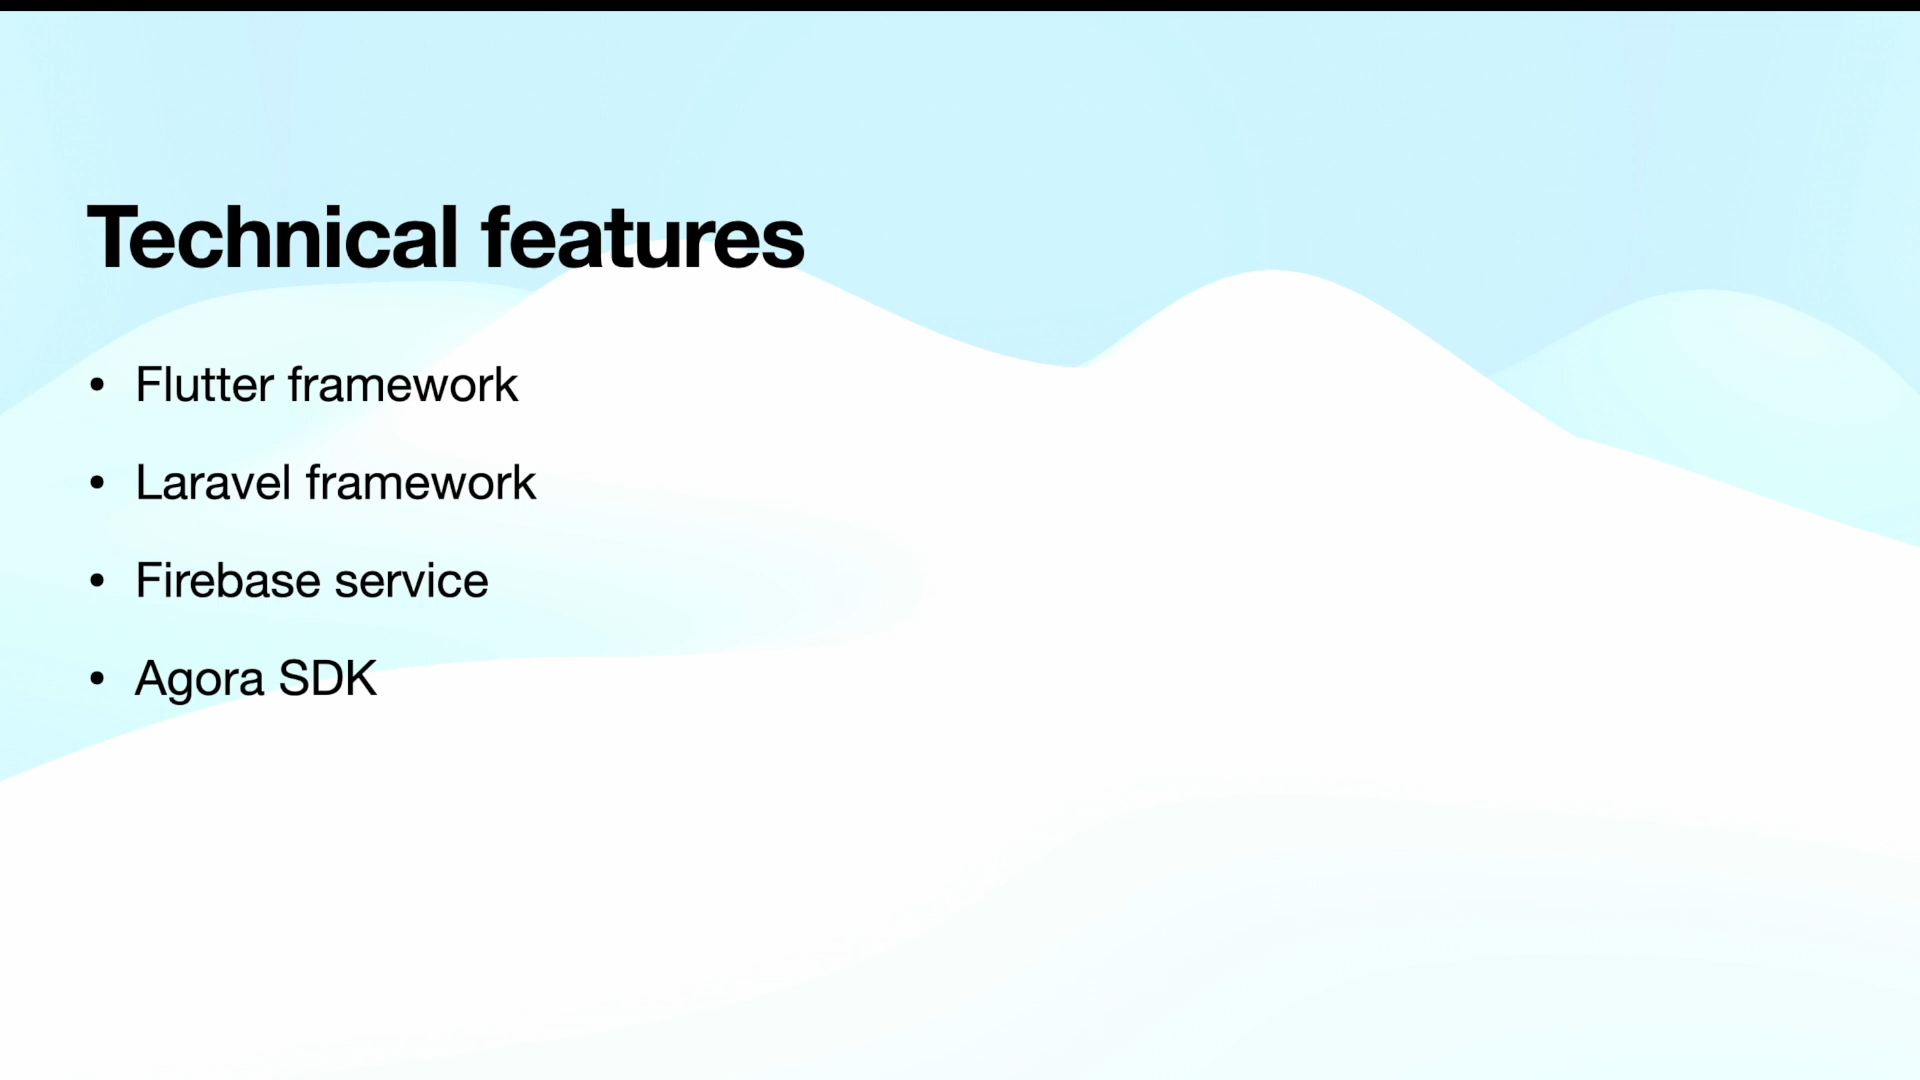 Technical features
• Flutter framework
• Laravel framework
• Firebase service
• Agora SDK